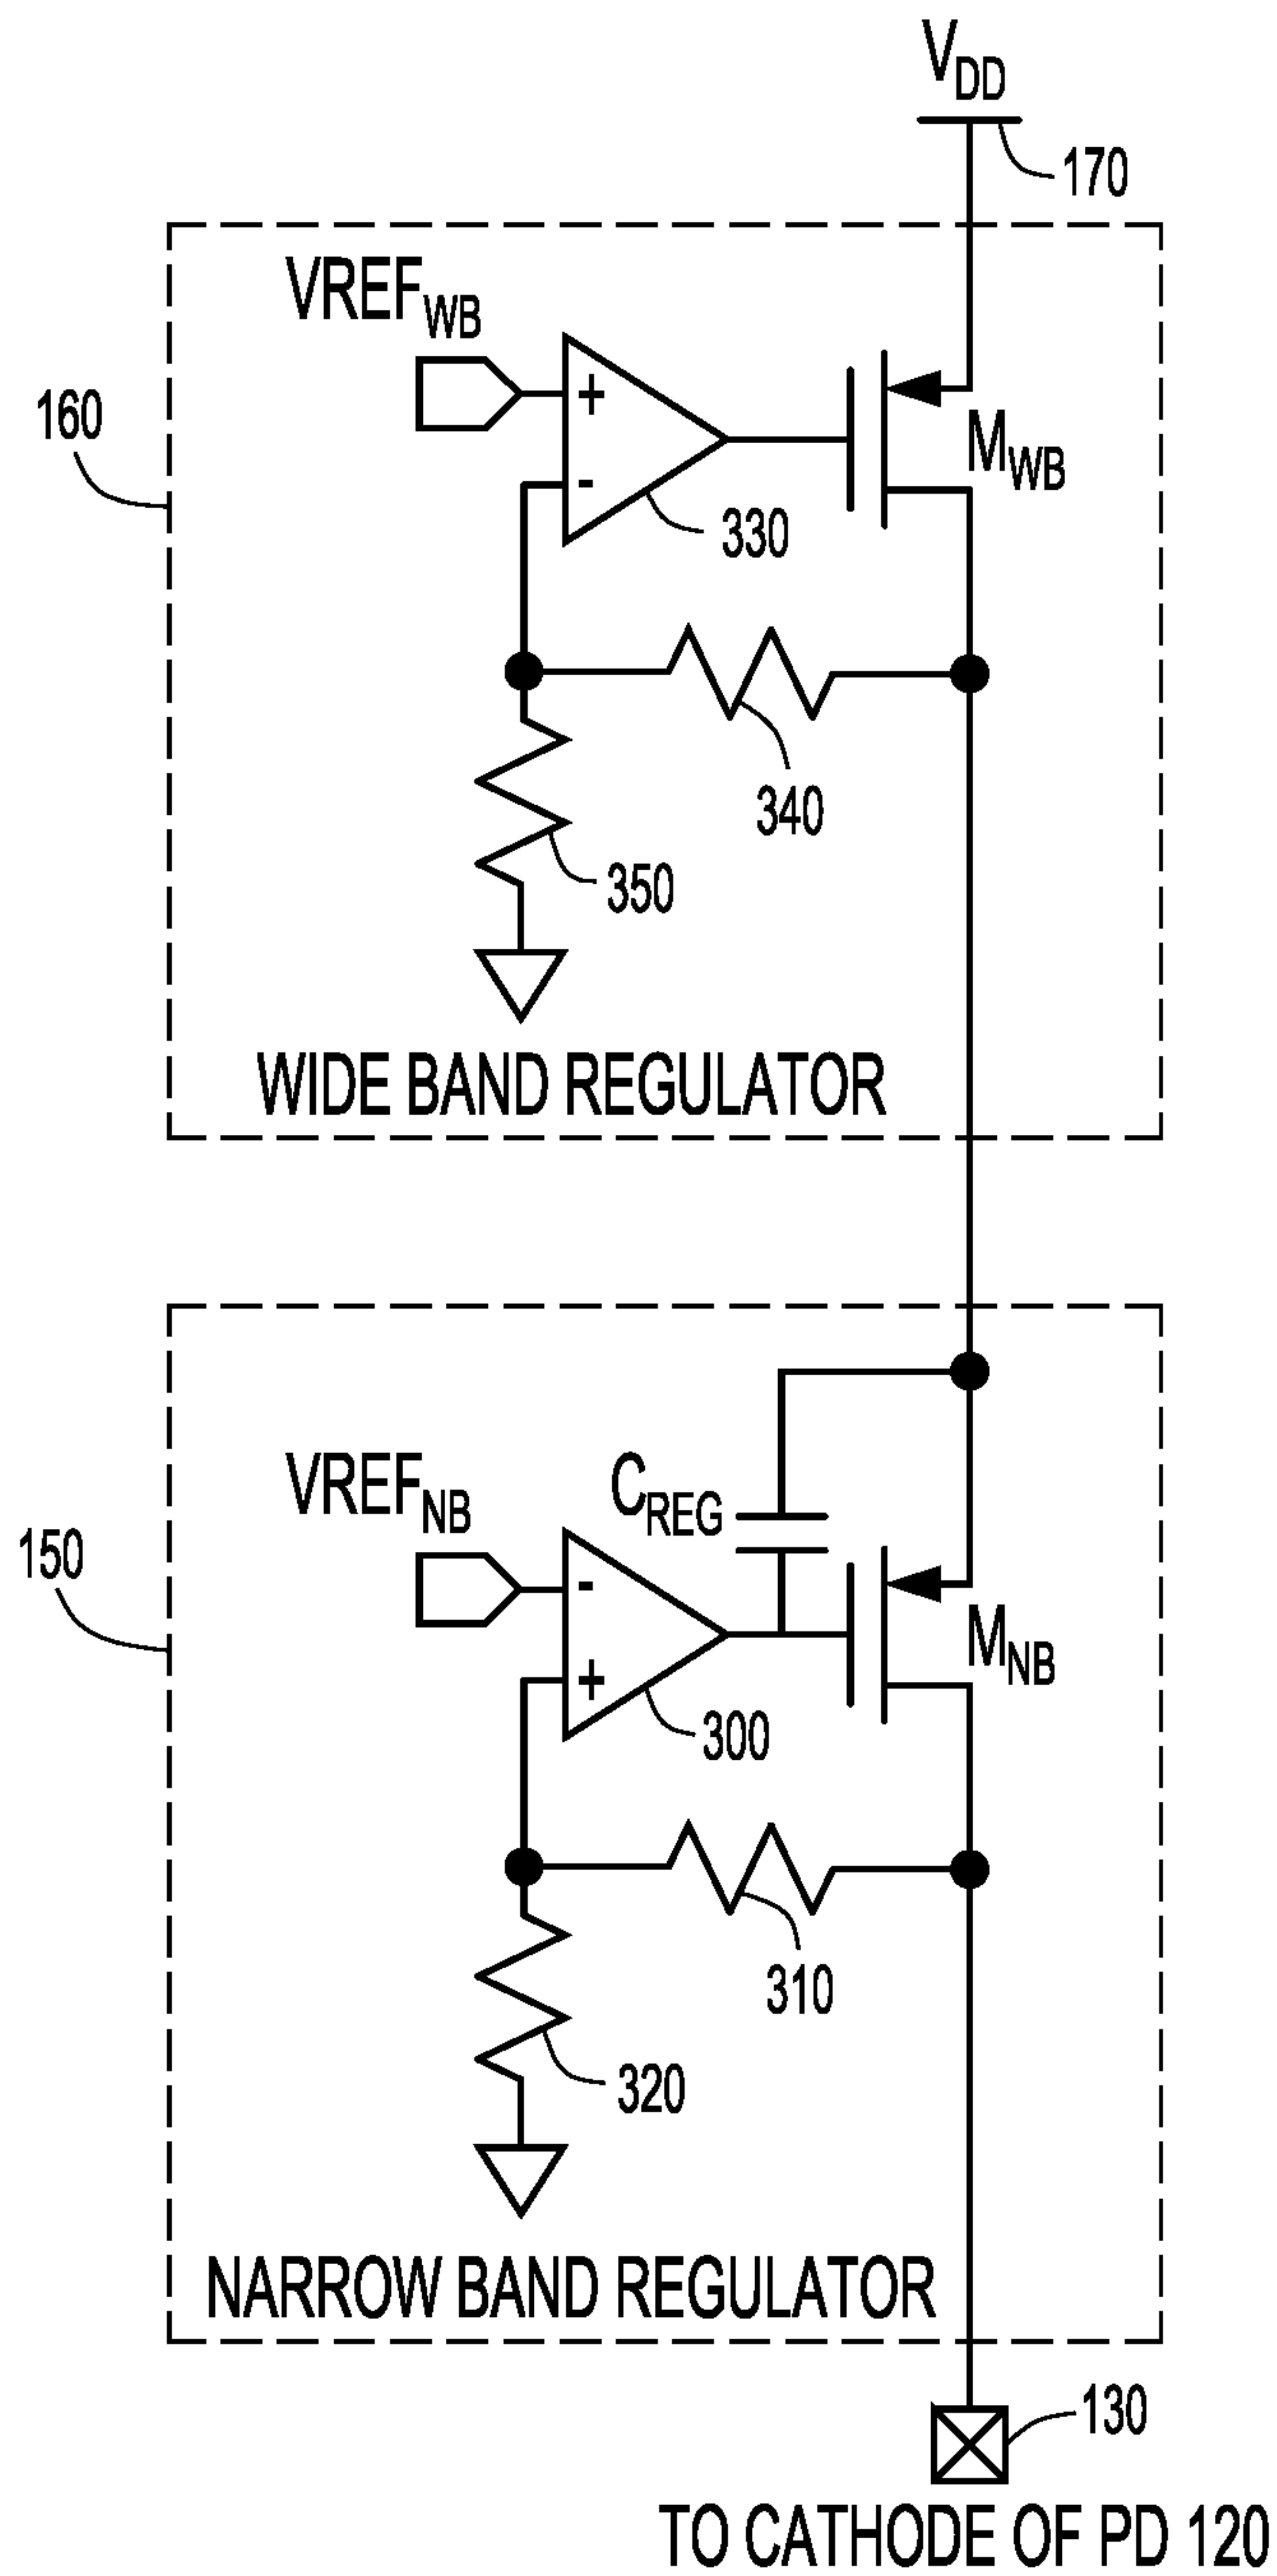 VDD
170
VREFWB
160
+
MWB
-
330
340
350
WIDE BAND REGULATOR
VREFNB
CREG
150
-
MNB
+
300
310
320
NARROW BAND REGULATOR
130
TO CATHODE OF PD 120